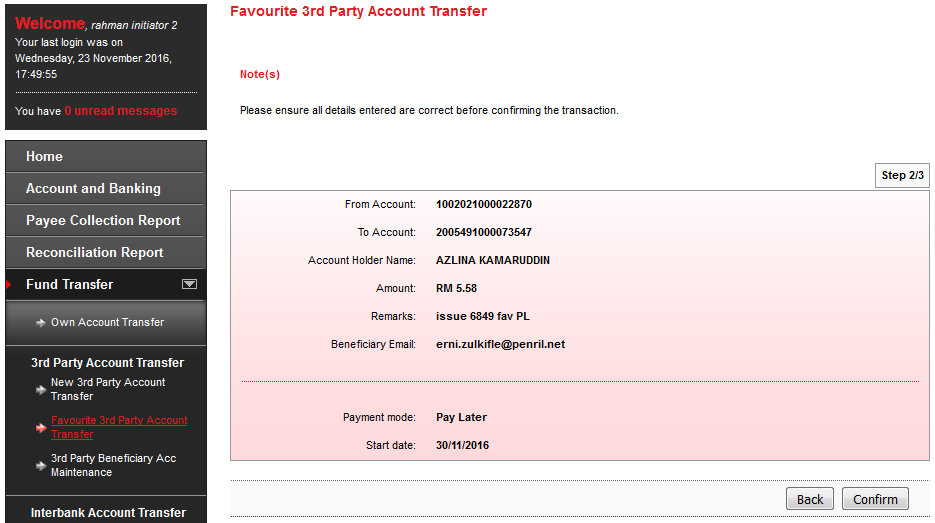 Welcome, rahman initiator 2
Your last login was on
Wednesday, 23 November 2016,
17:49:55
You have 0 unread messages
Home
Account and Banking
Payee Collection Report
Reconciliation Report
Fund Transfer
Own Account Transfer
3rd Party Account Transfer
New 3rd Party Account
Transfer
Favourite 3rd Party Account
Transfer
3rd Party Beneficiary Acc
Maintenance
Interbank Account Transfer
Favourite 3rd Party Account Transfer
Note(s)
Please ensure all details entered are correct before confirming the transaction.
Step 2/3
From Account: 1002021000022870
To Account: 2005491000073547
Account Holder Name: AZLINA KAMARUDDIN
Amount: RM 5.58
Remarks: issue 6849 fav PL
Beneficiary Email: erni.zulkifle@penril.net
Payment mode: Pay Later
Start date: 30/11/2016
Back Confirm